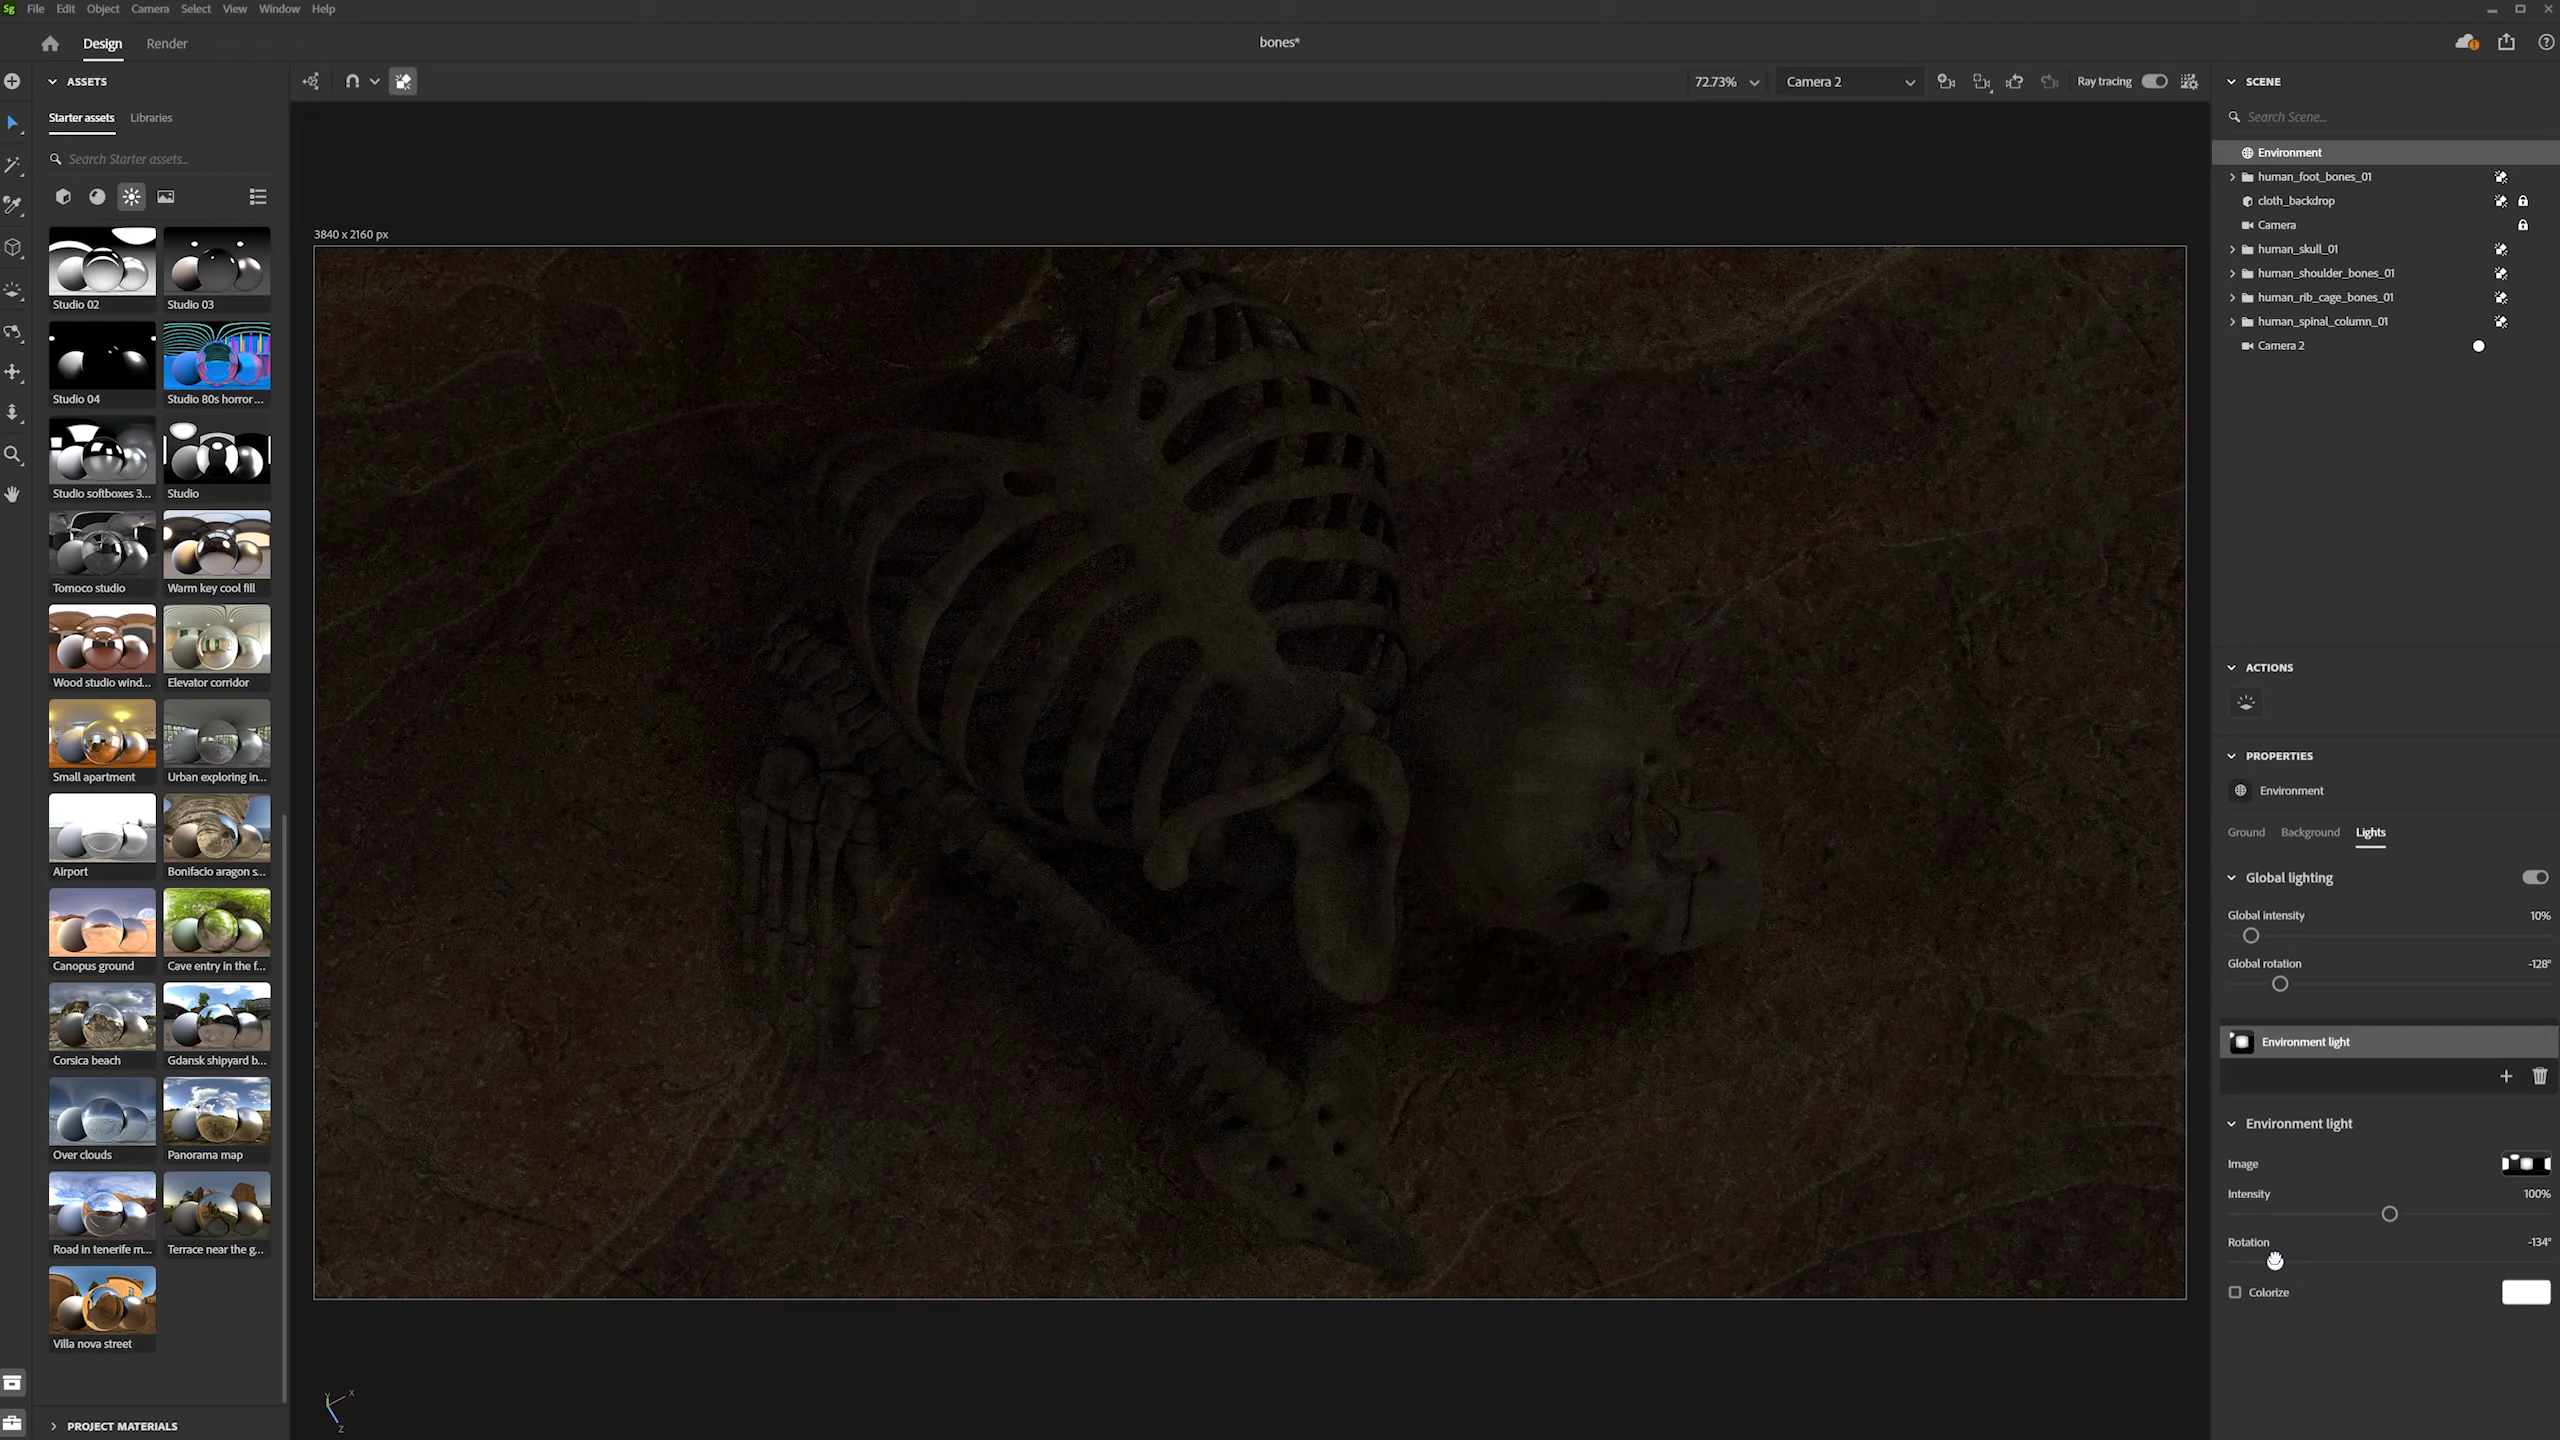 Sg File Edit Object Camera Select View Window Help
Design Render bones*
ASSETS
Starter assets Libraries
Search Starter assets...
Studio 02 Studio 03
Studio 04 Studio 80s horror ...
Studio softboxes 3... Studio
Tomoco studio Warm key cool fill
Wood studio wind... Elevator corridor
Small apartment Urban exploring in...
Airport Bonifacio aragon s...
Canopus ground Cave entry in the f...
Corsica beach Gdansk shipyard b...
Over clouds Panorama map
Road in tenerife m... Terrace near the g...
Villa nova street
PROJECT MATERIALS
72.73% Camera 2 Ray tracing
3840 x 2160 px
Y X
Z
SCENE
Search Scene...
Environment
human_foot_bones_01
cloth_backdrop
Camera
human_skull_01
human_shoulder_bones_01
human_rib_cage_bones_01
human_spinal_column_01
Camera 2
ACTIONS
PROPERTIES
Environment
Ground Background Lights
Global lighting
Global intensity 10%
Global rotation -128°
Environment light
Environment light
Image
Intensity 100%
Rotation -134°
Colorize